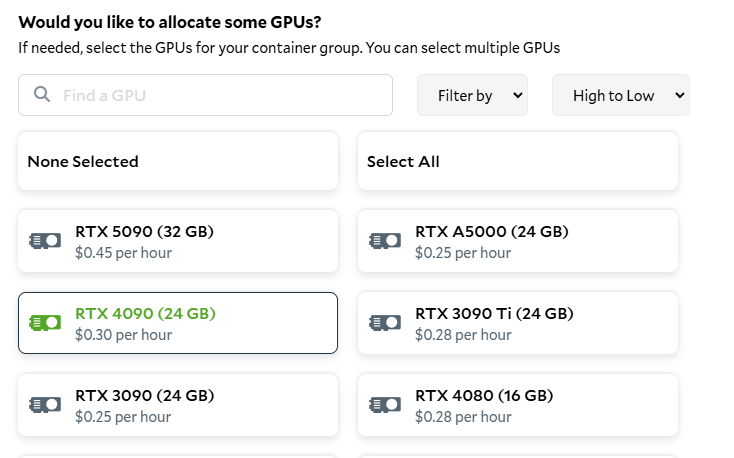 Would you like to allocate some GPUs?
If needed, select the GPUs for your container group. You can select multiple GPUs
Find a GPU
Filter by
High to Low
None Selected
Select All
RTX 5090 (32 GB)
$0.45 per hour
RTX A5000 (24 GB)
$0.25 per hour
RTX 4090 (24 GB)
$0.30 per hour
RTX 3090 Ti (24 GB)
$0.28 per hour
RTX 3090 (24 GB)
$0.25 per hour
RTX 4080 (16 GB)
$0.28 per hour